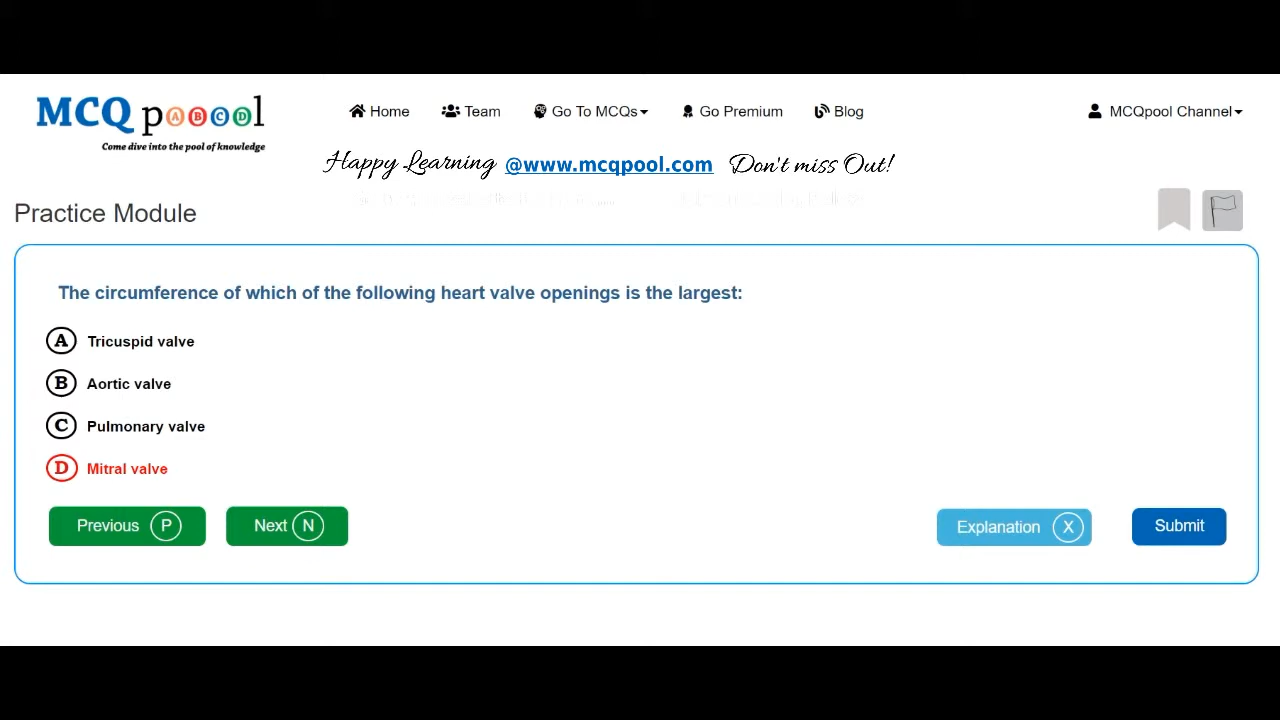 MCQ pABCDl
Come dive into the pool of knowledge
Home Team Go To MCQs Go Premium Blog MCQpool Channel
Happy Learning @www.mcqpool.com Don't miss Out!
Practice Module
The circumference of which of the following heart valve openings is the largest:
A Tricuspid valve
B Aortic valve
C Pulmonary valve
D Mitral valve
Previous P Next N Explanation X Submit